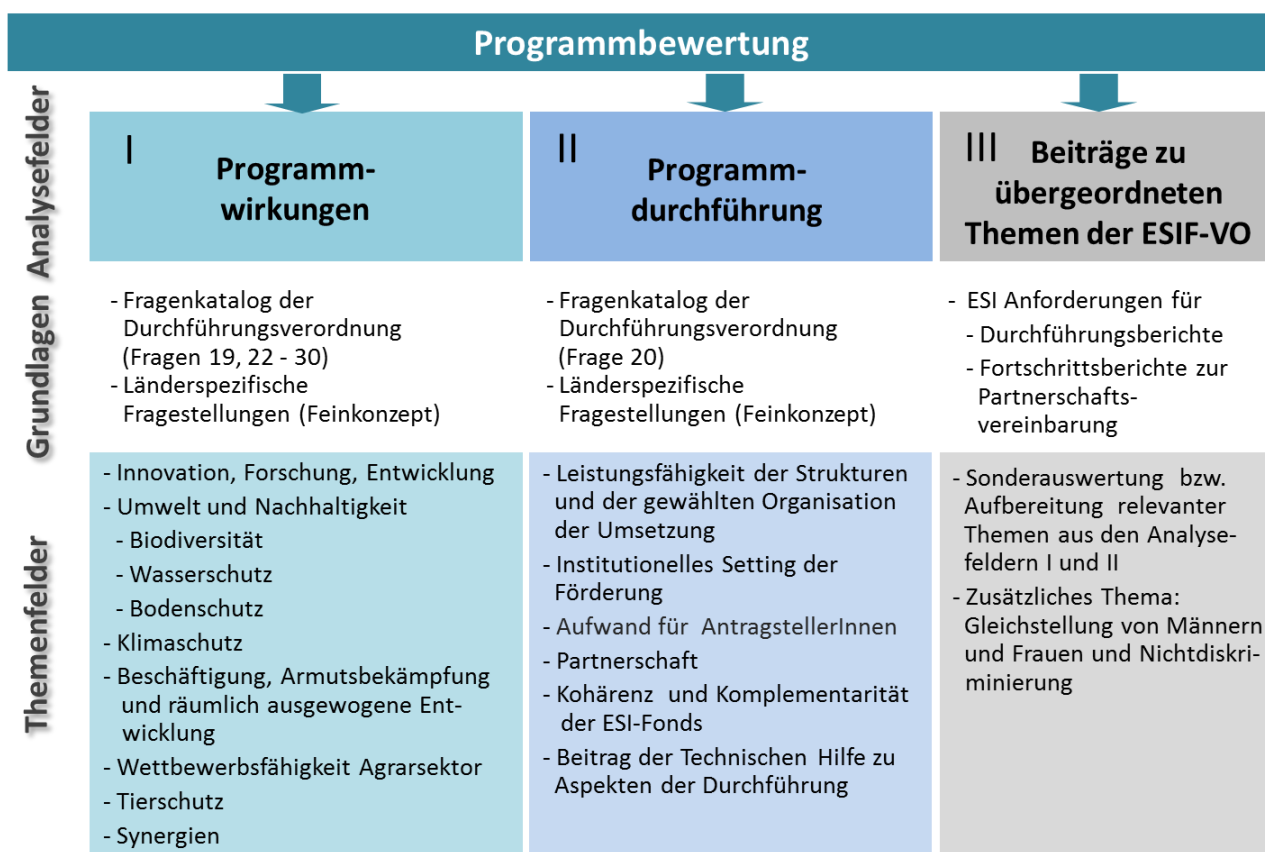 Programmbewertung
Analysefelder
I
Programm-
wirkungen
II
Programm-
durchführung
III Beiträge zu
übergeordneten
Themen der ESIF-VO
Grundlagen
- Fragenkatalog der
Durchführungsverordnung
(Fragen 19, 22 - 30)
- Länderspezifische
Fragestellungen (Feinkonzept)
- Fragenkatalog der
Durchführungsverordnung
(Frage 20)
- Länderspezifische
Fragestellungen (Feinkonzept)
- ESI Anforderungen für
- Durchführungsberichte
- Fortschrittsberichte zur
Partnerschafts-
vereinbarung
Themenfelder
- Innovation, Forschung, Entwicklung
- Umwelt und Nachhaltigkeit
- Biodiversität
- Wasserschutz
- Bodenschutz
- Klimaschutz
- Beschäftigung, Armutsbekämpfung
und räumlich ausgewogene Ent-
wicklung
- Wettbewerbsfähigkeit Agrarsektor
- Tierschutz
- Synergien
- Leistungsfähigkeit der Strukturen
und der gewählten Organisation
der Umsetzung
- Institutionelles Setting der
Förderung
- Aufwand für AntragstellerInnen
- Partnerschaft
- Kohärenz und Komplementarität
der ESI-Fonds
- Beitrag der Technischen Hilfe zu
Aspekten der Durchführung
- Sonderauswertung bzw.
Aufbereitung relevanter
Themen aus den Analyse-
feldern I und II
- Zusätzliches Thema:
Gleichstellung von Männern
und Frauen und Nichtdiskri-
minierung